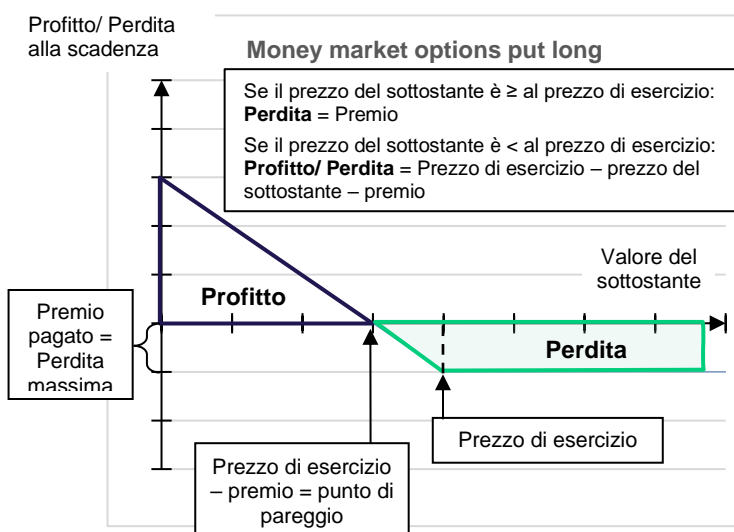 Profitto/ Perdita
alla scadenza
Money market options put long
Se il prezzo del sottostante è ≥ al prezzo di esercizio:
Perdita = Premio
Se il prezzo del sottostante è < al prezzo di esercizio:
Profitto/ Perdita = Prezzo di esercizio – prezzo del
sottostante – premio
Valore del
sottostante
Profitto
Premio
pagato =
Perdita
massima
Perdita
Prezzo di esercizio
Prezzo di esercizio
– premio = punto di
pareggio